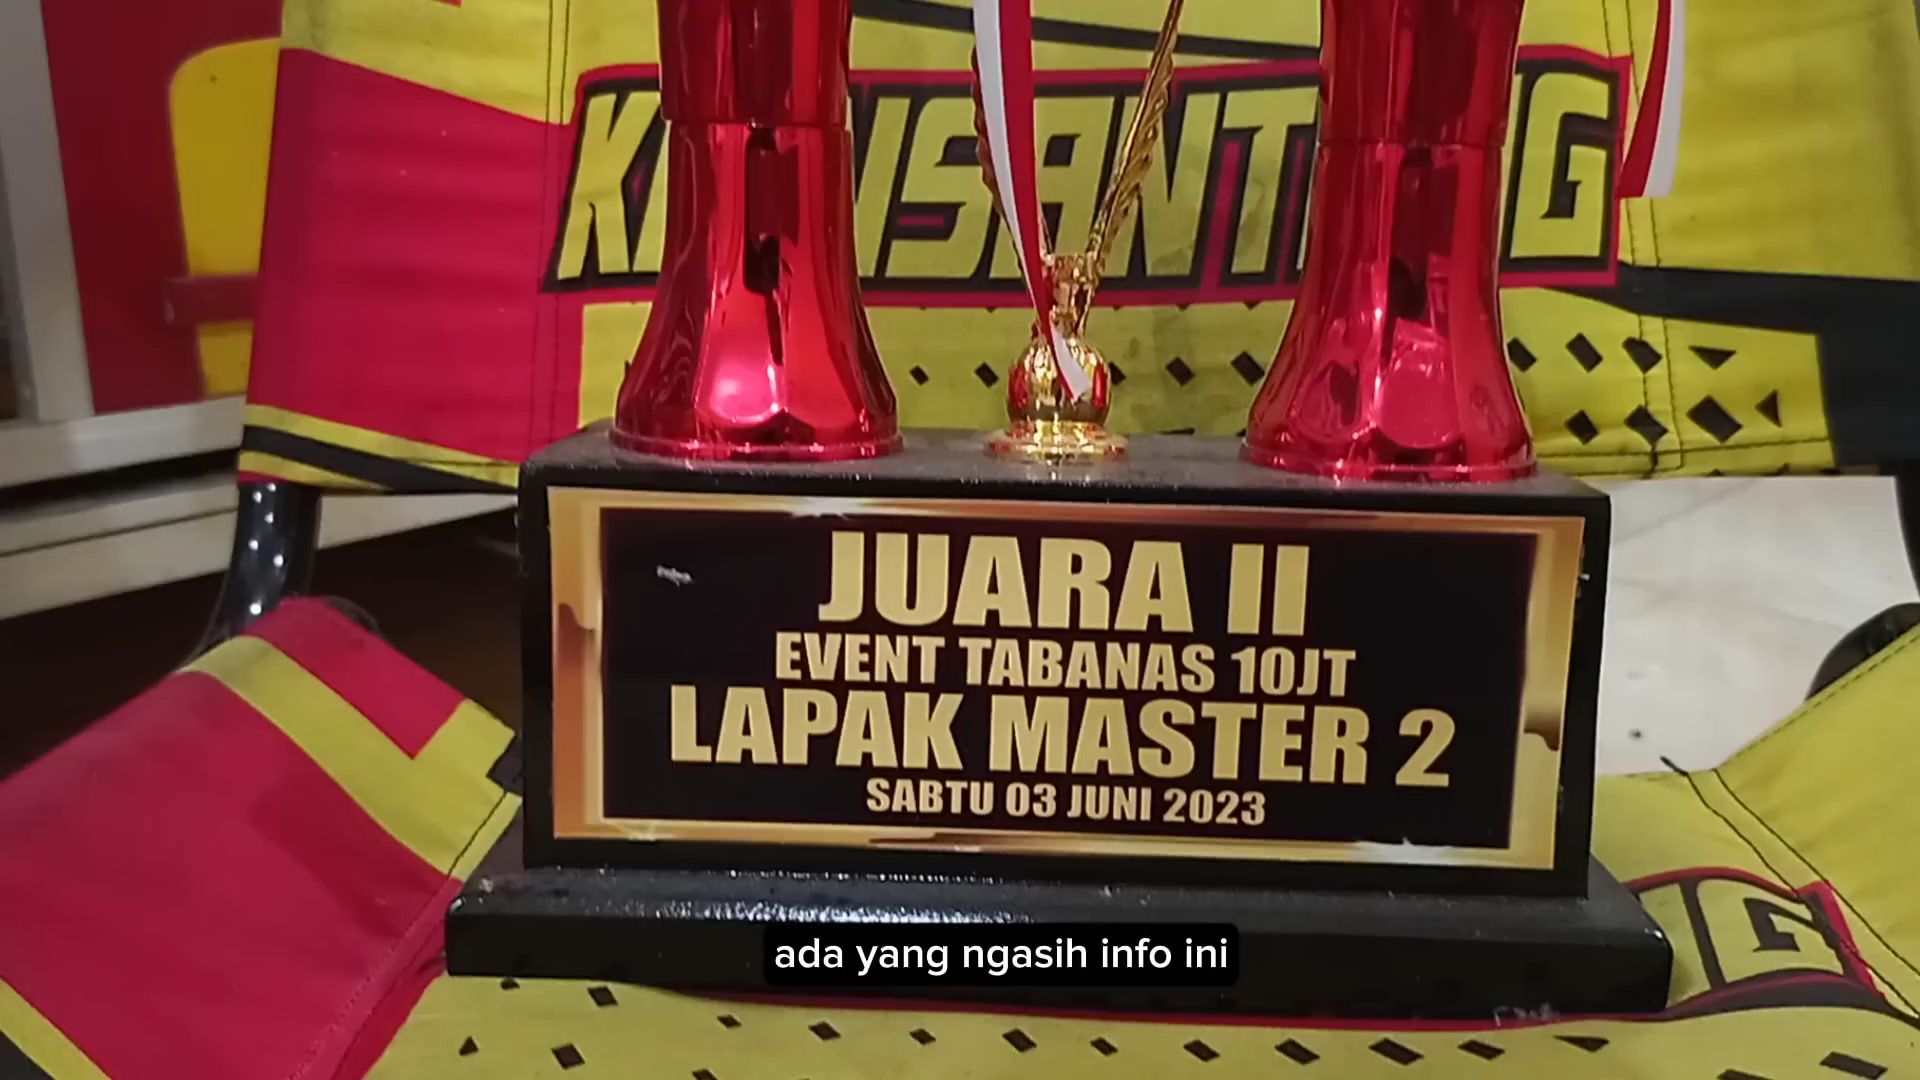 JUARA II
EVENT TABANAS 10JT
LAPAK MASTER 2
SABTU 03 JUNI 2023
ada yang ngasih info ini